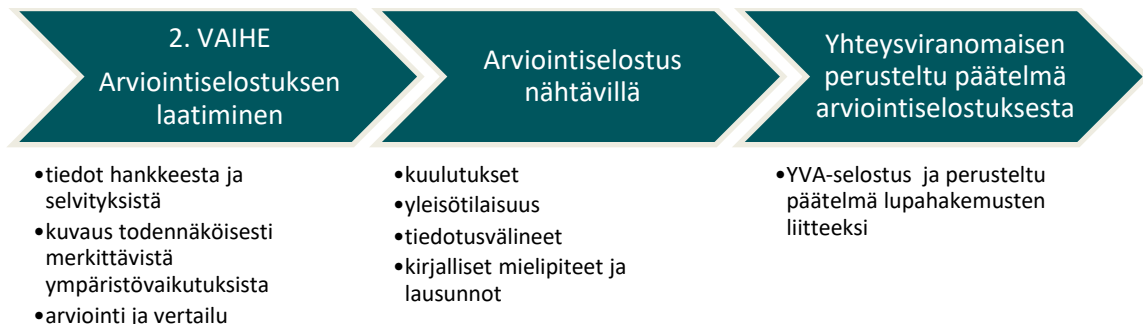 2. VAIHE
Arviointiselostuksen
laatiminen
•tiedot hankkeesta ja
selvityksistä
•kuvaus todennäköisesti
merkittävistä
ympäristövaikutuksista
•arviointi ja vertailu
Arviointiselostus
nähtävillä
•kuulutukset
•yleisötilaisuus
•tiedotusvälineet
•kirjalliset mielipiteet ja
lausunnot
Yhteysviranomaisen
perusteltu päätelmä
arviointiselostuksesta
•YVA-selostus ja perusteltu
päätelmä lupahakemusten
liitteeksi